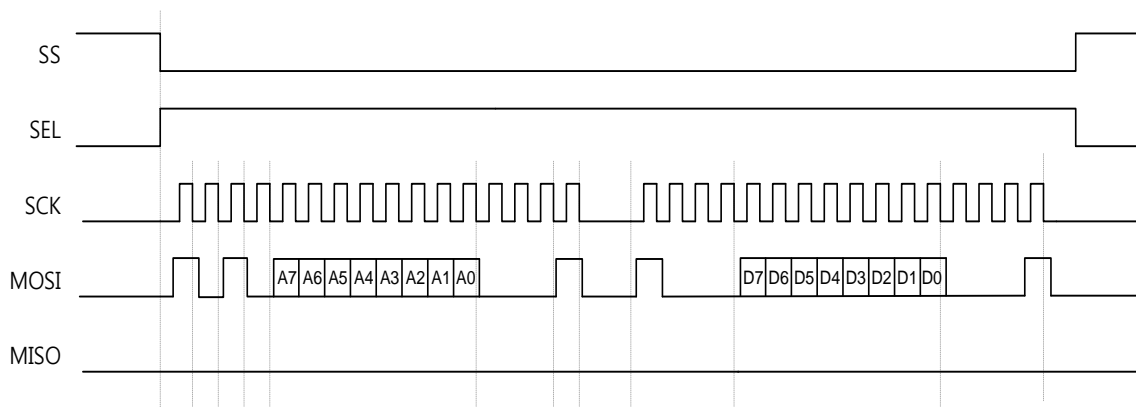 SS
SEL
SCK
MOSI A7 A6 A5 A4 A3 A2 A1 A0 D7 D6 D5 D4 D3 D2 D1 D0
MISO